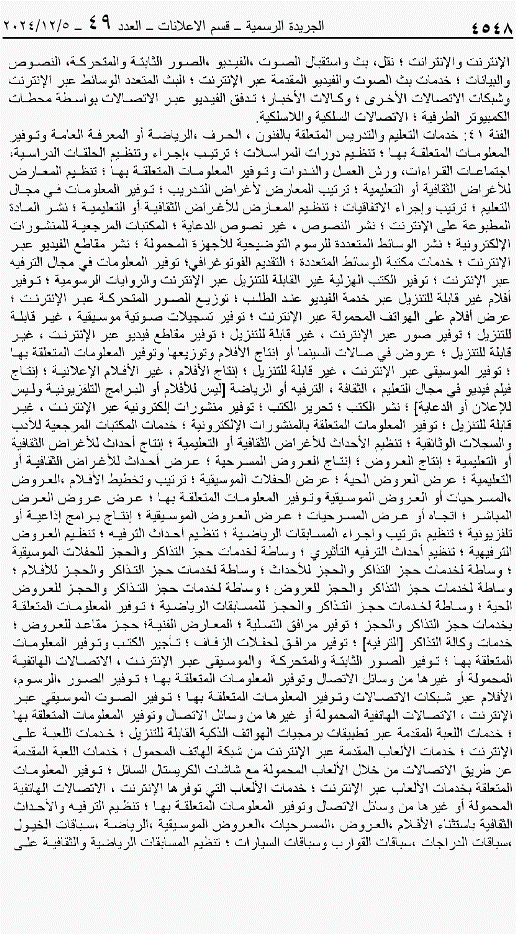 ٤٥٤٨ الجريدة الرسمية ــ قسم الاعلانات ــ العدد ٤٩ ــ ٢٠٢٤/١٢/٥
الإنترنت والإنترانت ؛ نقل، بث واستقبال الصوت ،الفيديو ،الصور الثابتة والمتحركة، النصوص
والبيانات ؛ خدمات بث الصوت والفيديو المقدمة عبر الإنترنت ؛ البث المتعدد الوسائط عبر الإنترنت
وشبكات الاتصالات الأخرى ؛ وكالات الأخبار؛ تدفق الفيديو عبر الاتصالات بواسطة محطات
الكمبيوتر الطرفية ؛ الاتصالات السلكية واللاسلكية.
الفئة ٤١: خدمات التعليم والتدريس المتعلقة بالفنون ، الحرف ،الرياضة أو المعرفة العامة وتوفير
المعلومات المتعلقة بها ؛ تنظيم دورات المراسلات ؛ ترتيب ،إجراء وتنظيم الحلقات الدراسية،
اجتماعات القراءات، ورش العمل والندوات وتوفير المعلومات المتعلقة بها ؛ تنظيم المعارض
للأغراض الثقافية أو التعليمية ؛ ترتيب المعارض لأغراض التدريب ؛ توفير المعلومات في مجال
التعليم ؛ ترتيب وإجراء الاتفاقيات ؛ تنظيم المعارض للأغراض الثقافية أو التعليمية ؛ نشر المادة
المطبوعة على الإنترنت ؛ نشر النصوص ، غير نصوص الدعاية ؛ المكتبات المرجعية للمنشورات
الإلكترونية ؛ نشر الوسائط المتعددة للرسوم التوضيحية للأجهزة المحمولة ؛ نشر مقاطع الفيديو عبر
الإنترنت ؛ خدمات مكتبة الوسائط المتعددة ؛ التقديم الفوتوغرافي؛ توفير المعلومات في مجال الترفيه
عبر الإنترنت ؛ توفير الكتب الهزلية غير القابلة للتنزيل عبر الإنترنت والروايات الرسومية ؛ توفير
أفلام غير قابلة للتنزيل عبر خدمة الفيديو عند الطلب ؛ توزيع الصور المتحركة عبر الإنترنت ؛
عرض أفلام على الهواتف المحمولة عبر الإنترنت ؛ توفير تسجيلات صوتية موسيقية ، غير قابلة
للتنزيل ؛ توفير صور عبر الإنترنت ، غير قابلة للتنزيل ؛ توفير مقاطع فيديو عبر الإنترنت ، غير
قابلة للتنزيل ؛ عروض في صالات السينما أو إنتاج الأفلام وتوزيعها وتوفير المعلومات المتعلقة بها
؛ توفير الموسيقى عبر الإنترنت ، غير قابلة للتنزيل ؛ إنتاج الأفلام ، غير الأفلام الإعلانية ؛ إنتاج
فيلم فيديو في مجال التعليم ، الثقافة ، الترفيه أو الرياضة [ليس للأفلام أو البرامج التلفزيونية وليس
للإعلان أو الدعاية] ؛ نشر الكتب ؛ تحرير الكتب ؛ توفير منشورات إلكترونية عبر الإنترنت ، غير
قابلة للتنزيل ؛ توفير المعلومات المتعلقة بالمنشورات الإلكترونية ؛ خدمات المكتبات المرجعية للأدب
والسجلات الوثائقية ؛ تنظيم الأحداث للأغراض الثقافية أو التعليمية ؛ إنتاج أحداث للأغراض الثقافية
أو التعليمية ؛ إنتاج العروض ؛ إنتاج العروض المسرحية ؛ عرض أحداث للأغراض الثقافية أو
التعليمية ؛ عرض العروض الحية ؛ عرض الحفلات الموسيقية ؛ ترتيب وتخطيط الأفلام ،العروض
،المسرحيات أو العروض الموسيقية وتوفير المعلومات المتعلقة بها ؛ عرض عروض العرض
المباشر ؛ اتجاه أو عرض المسرحيات ؛ عرض العروض الموسيقية ؛ إنتاج برامج إذاعية أو
تلفزيونية ؛ تنظيم ،ترتيب وإجراء المسابقات الرياضية ؛ تنظيم أحداث الترفيه ؛ تنظيم العروض
الترفيهية ؛ تنظيم أحداث الترفيه التأثيري ؛ وساطة لخدمات حجز التذاكر والحجز للحفلات الموسيقية
؛ وساطة لخدمات حجز التذاكر والحجز للأحداث ؛ وساطة لخدمات حجز التذاكر والحجز للأفلام ؛
وساطة لخدمات حجز التذاكر والحجز للعروض ؛ وساطة لخدمات حجز التذاكر والحجز للعروض
الحية ؛ وساطة لخدمات حجز التذاكر والحجز للمسابقات الرياضية ؛ توفير المعلومات المتعلقة
بخدمات حجز التذاكر والحجز ؛ توفير مرافق التسلية ؛ المعارض الفنية؛ حجز مقاعد للعروض ؛
خدمات وكالة التذاكر [الترفيه] ؛ توفير مرافق لحفلات الزفاف ؛ تأجير الكتب وتوفير المعلومات
المتعلقة بها ؛ توفير الصور الثابتة والمتحركة والموسيقى عبر الإنترنت ، الاتصالات الهاتفية
المحمولة أو غيرها من وسائل الاتصال وتوفير المعلومات المتعلقة بها ؛ توفير الصور ،الرسوم،
الأفلام عبر شبكات الاتصالات وتوفير المعلومات المتعلقة بها ؛ توفير الصوت الموسيقي عبر
الإنترنت ، الاتصالات الهاتفية المحمولة أو غيرها من وسائل الاتصال وتوفير المعلومات المتعلقة بها
؛ خدمات اللعبة المقدمة عبر تطبيقات برمجيات الهواتف الذكية القابلة للتنزيل ؛ خدمات اللعبة على
الإنترنت ؛ خدمات الألعاب المقدمة عبر الإنترنت من شبكة الهاتف المحمول ؛ خدمات اللعبة المقدمة
عن طريق الاتصالات من خلال الألعاب المحمولة مع شاشات الكريستال السائل ؛ توفير المعلومات
المتعلقة بخدمات الألعاب عبر الإنترنت ؛ خدمات الألعاب التي توفرها الإنترنت ، الاتصالات الهاتفية
المحمولة أو غيرها من وسائل الاتصال وتوفير المعلومات المتعلقة بها ؛ تنظيم الترفيه والأحداث
الثقافية باستثناء الأفلام ،العروض ،المسرحيات ،العروض الموسيقية ،الرياضة ،سباقات الخيول
،سباقات الدراجات ،سباقات القوارب وسباقات السيارات ؛ تنظيم المسابقات الرياضية والثقافية على